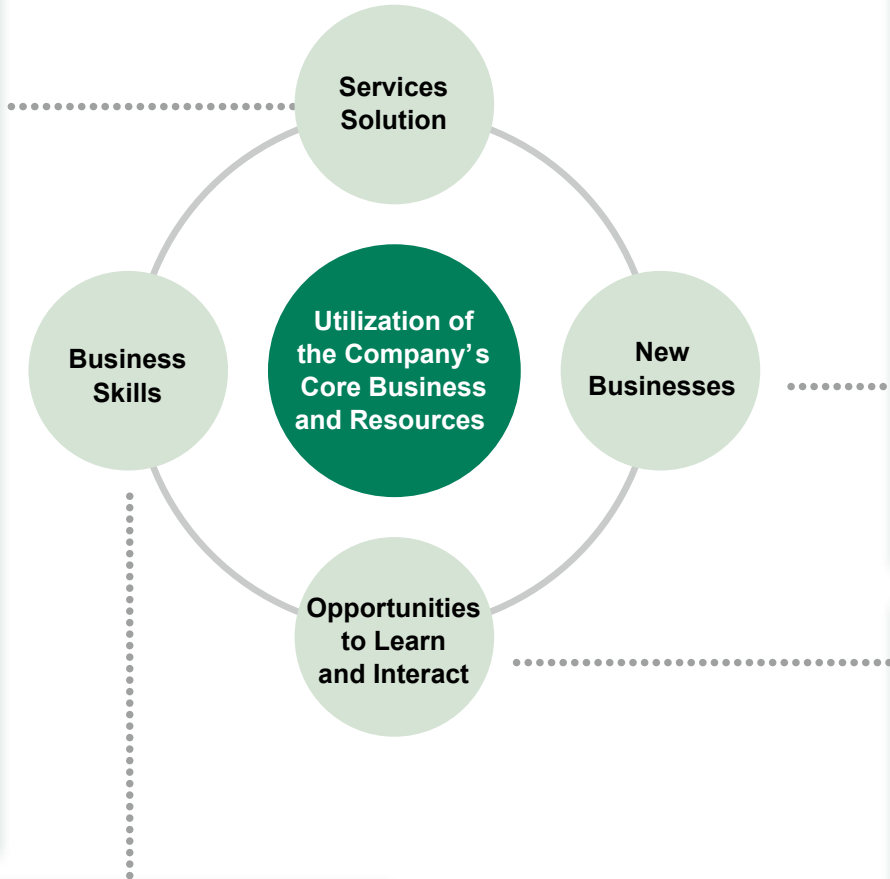 Services
Solution
Utilization of
the Company's
Core Business
and Resources
Business
Skills
New
Businesses
Opportunities
to Learn
and Interact